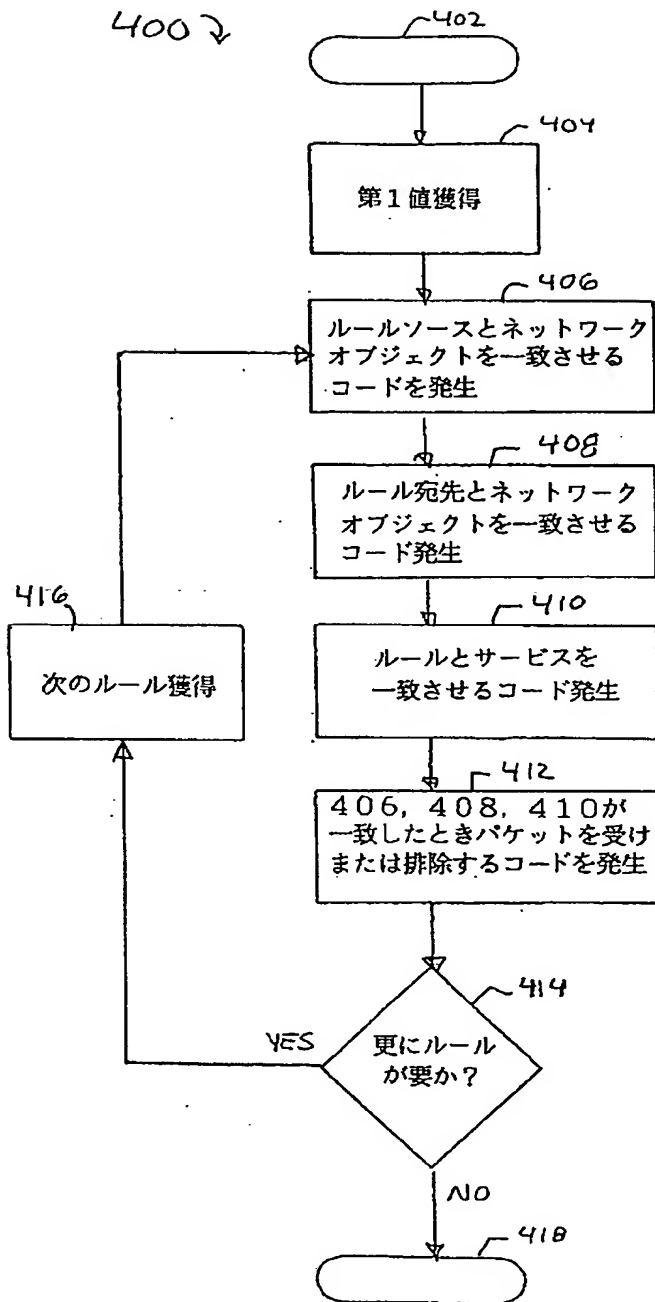 400
402
404
第1値獲得
406
ルールソースとネットワーク
オブジェクトを一致させる
コードを発生
408
ルール宛先とネットワーク
オブジェクトを一致させる
コード発生
410
ルールとサービスを
一致させるコード発生
412
406, 408, 410が
一致したときパケットを受け
または排除するコードを発生
414
更にルール
が要か?
YES
416
次のルール獲得
NO
418